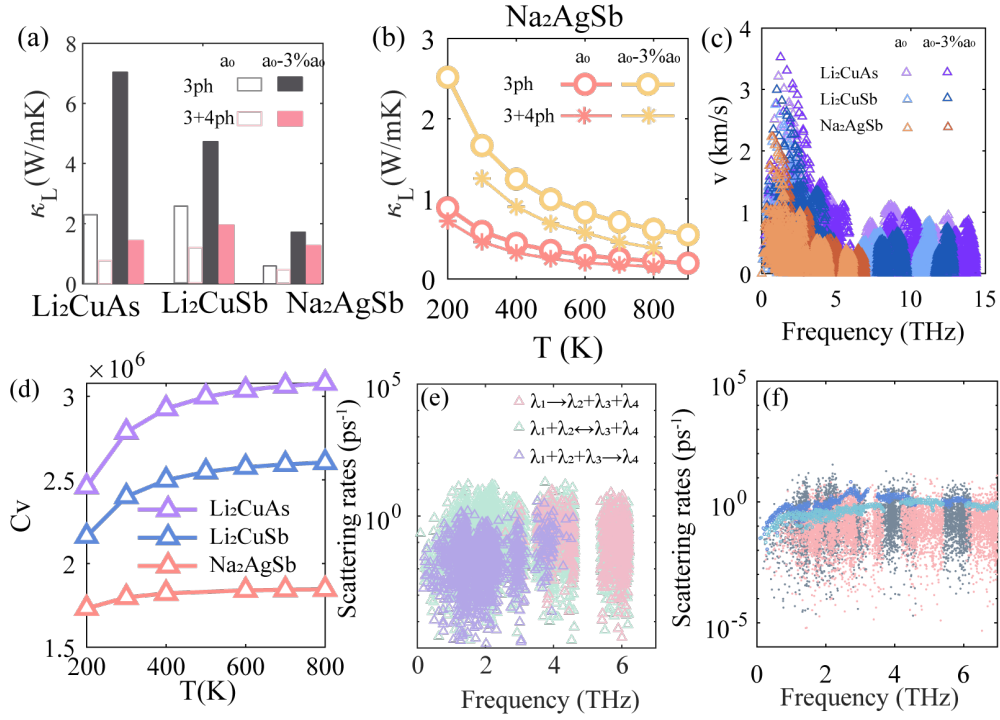 (a)
8
6
4
2
0
κL (W/mK)
a₀ a₀-3%a₀
3ph
3+4ph
Li₂CuAs Li₂CuSb Na₂AgSb
Na₂AgSb
(b)
3
2
1
0
κL (W/mK)
a₀ a₀-3%a₀
3ph
3+4ph
200 400 600 800
T (K)
(c)
4
3
2
1
0
v (km/s)
a₀ a₀-3%a₀
Li₂CuAs
Li₂CuSb
Na₂AgSb
0 5 10 15
Frequency (THz)
(d)
×10⁶
3
2.5
2
1.5
Cv
Li₂CuAs
Li₂CuSb
Na₂AgSb
200 400 600 800
T(K)
(e)
10⁵
10⁰
Scattering rates (ps⁻¹)
λ₁→λ₂+λ₃+λ₄
λ₁+λ₂↔λ₃+λ₄
λ₁+λ₂+λ₃→λ₄
0 2 4 6
Frequency (THz)
(f)
10⁵
10⁰
10⁻⁵
Scattering rates (ps⁻¹)
0 2 4 6
Frequency (THz)